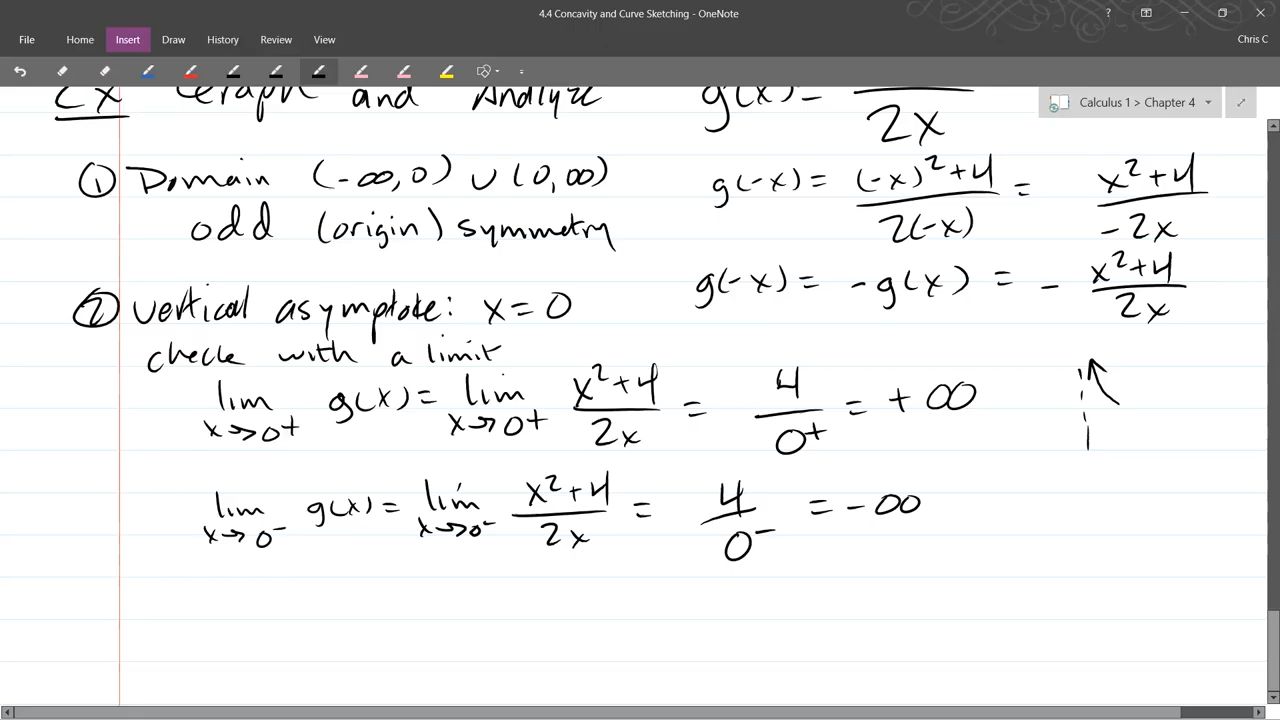 4.4 Concavity and Curve Sketching - OneNote
File Home Insert Draw History Review View Chris C
Calculus 1 > Chapter 4
Ex Graph and Analyze g(x) = ——— 2x
① Domain (-∞,0) ∪ (0,∞) g(-x) = ((-x)²+4)/(2(-x)) = (x²+4)/(-2x)
odd (origin) symmetry
g(-x) = -g(x) = - (x²+4)/(2x)
② vertical asymptote: x=0
check with a limit
lim x→0+ g(x) = lim x→0+ (x²+4)/(2x) = 4/0+ = +∞
lim x→0- g(x) = lim x→0- (x²+4)/(2x) = 4/0- = -∞